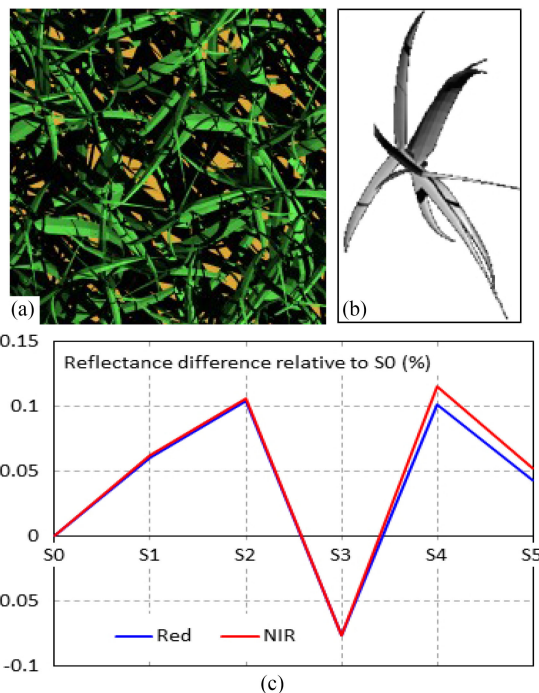 (a)
(b)
0.15
Reflectance difference relative to S0 (%)
0.1
0.05
0
S0 S1 S2 S3 S4 S5
0.05
Red NIR
-0.1
(c)